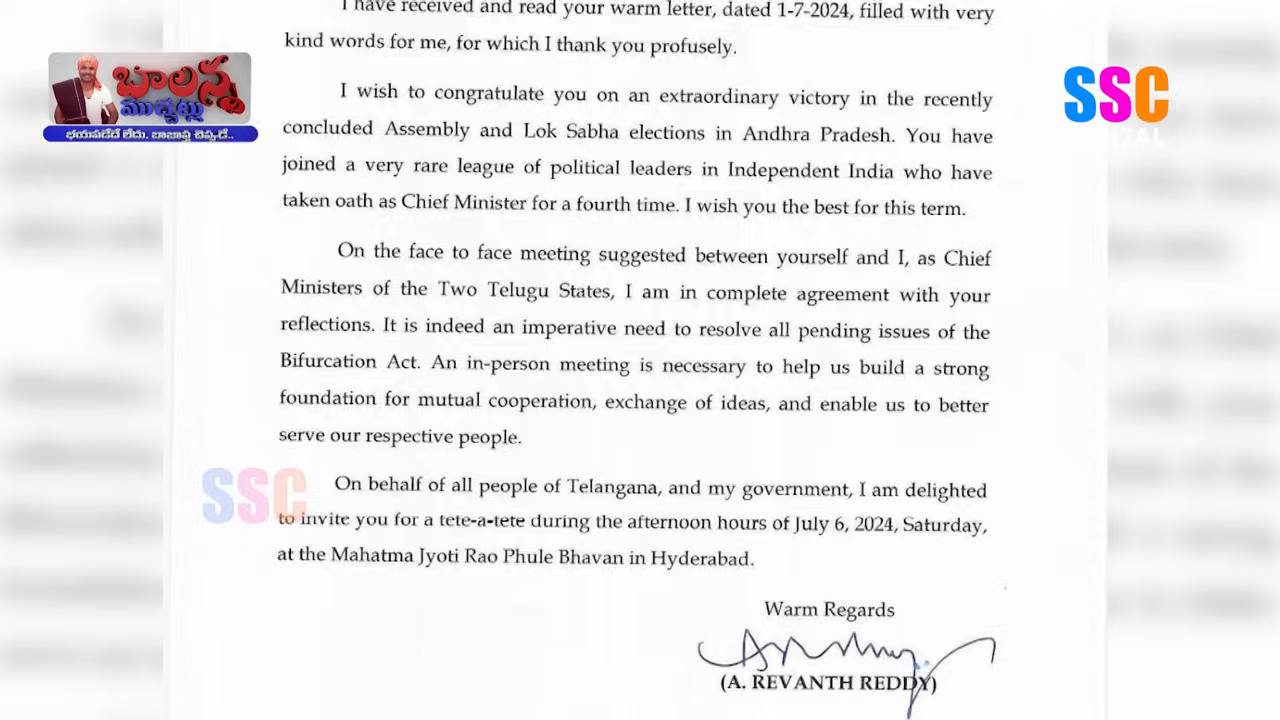 I have received and read your warm letter, dated 1-7-2024, filled with very
kind words for me, for which I thank you profusely.
బాలన్న
ముచ్చట్లు
భయపడేదే లేదు, బాజాప్త చెప్పుడే..
SSC
I wish to congratulate you on an extraordinary victory in the recently
concluded Assembly and Lok Sabha elections in Andhra Pradesh. You have
joined a very rare league of political leaders in Independent India who have
taken oath as Chief Minister for a fourth time. I wish you the best for this term.
On the face to face meeting suggested between yourself and I, as Chief
Ministers of the Two Telugu States, I am in complete agreement with your
reflections. It is indeed an imperative need to resolve all pending issues of the
Bifurcation Act. An in-person meeting is necessary to help us build a strong
foundation for mutual cooperation, exchange of ideas, and enable us to better
serve our respective people.
SSC
On behalf of all people of Telangana, and my government, I am delighted
to invite you for a tete-a-tete during the afternoon hours of July 6, 2024, Saturday,
at the Mahatma Jyoti Rao Phule Bhavan in Hyderabad.
Warm Regards
(A. REVANTH REDDY)